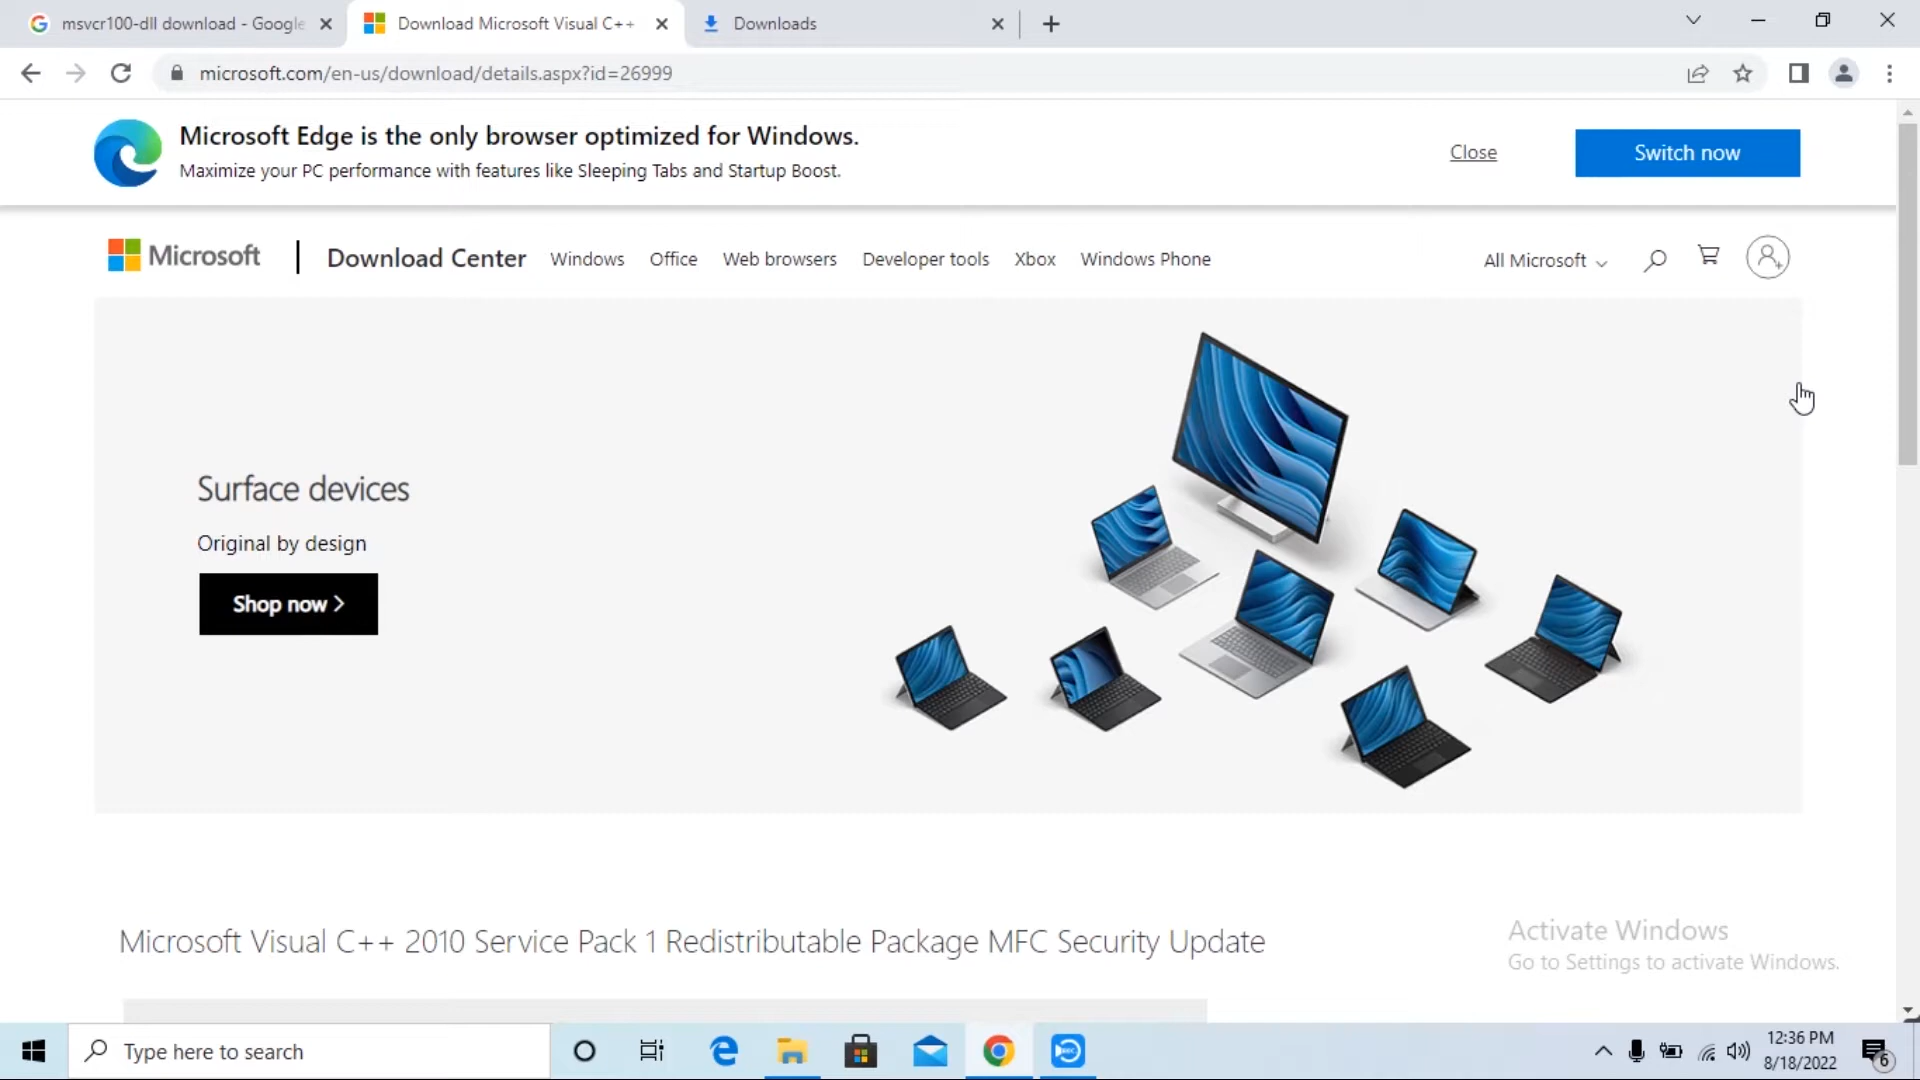 msvcr100-dll download - Google
Download Microsoft Visual C++
Downloads
microsoft.com/en-us/download/details.aspx?id=26999
Microsoft Edge is the only browser optimized for Windows.
Maximize your PC performance with features like Sleeping Tabs and Startup Boost.
Close
Switch now
Microsoft
Download Center
Windows
Office
Web browsers
Developer tools
Xbox
Windows Phone
All Microsoft
Surface devices
Original by design
Shop now >
Microsoft Visual C++ 2010 Service Pack 1 Redistributable Package MFC Security Update
Activate Windows
Go to Settings to activate Windows.
Type here to search
REC
12:36 PM
8/18/2022
6